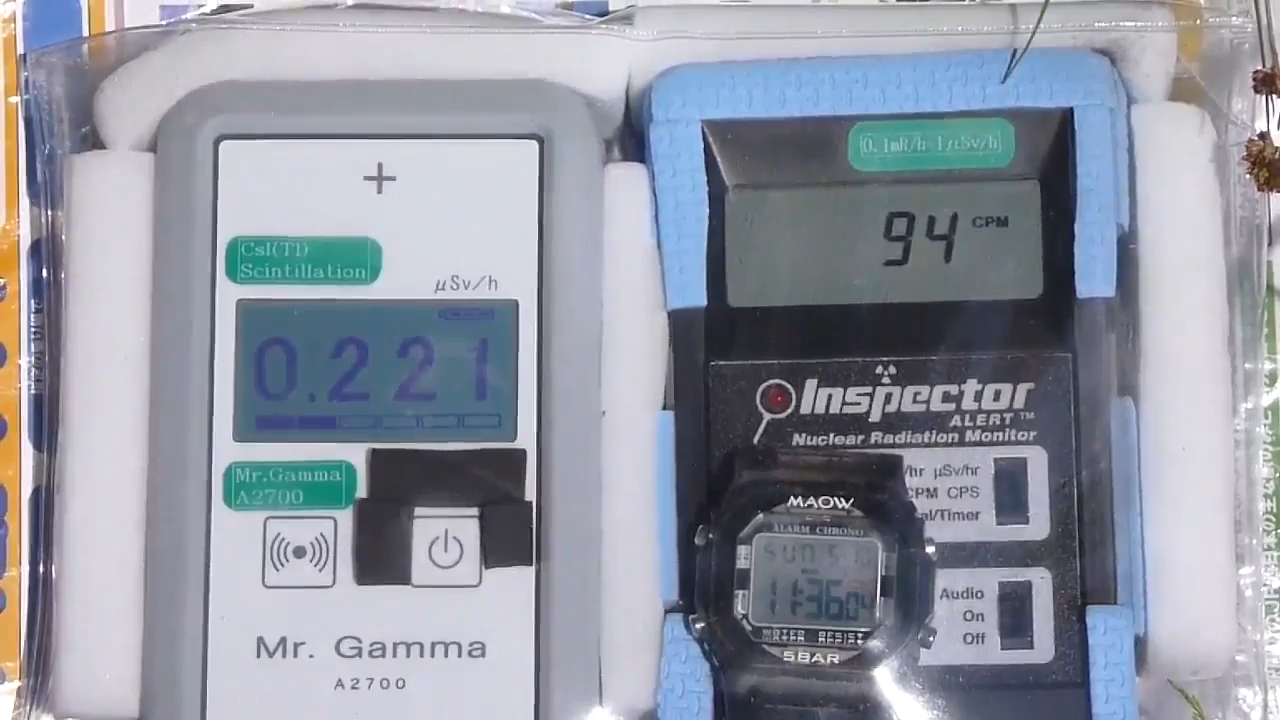 CsI(Tl)
Scintillation
μSv/h
0.221
Mr.Gamma
A2700
Mr. Gamma
A2700
0.1mR/h 1μSv/h
94 CPM
Inspector
ALERT™
Nuclear Radiation Monitor
/hr μSv/hr
CPM CPS
al/Timer
Audio
On
Off
MAOW
ALARM CHRONO
SUN 5.10
11:36 04
WATER RESIST
5BAR